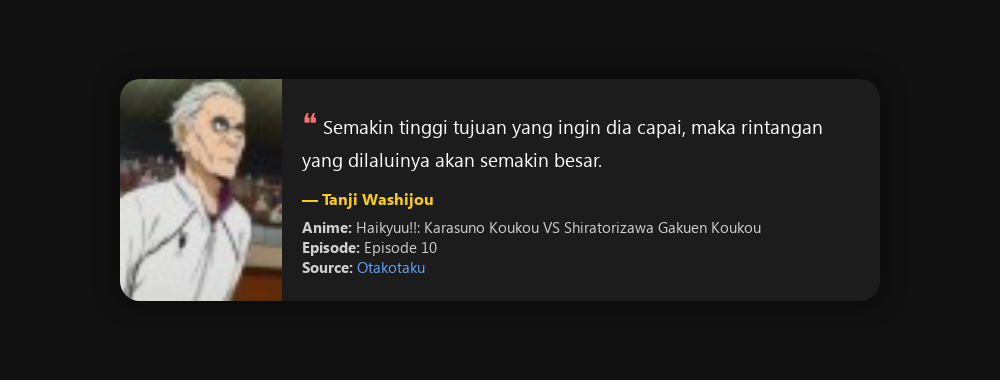 ❝ Semakin tinggi tujuan yang ingin dia capai, maka rintangan
yang dilaluinya akan semakin besar.
— Tanji Washijou
Anime: Haikyuu!!: Karasuno Koukou VS Shiratorizawa Gakuen Koukou
Episode: Episode 10
Source: Otakotaku